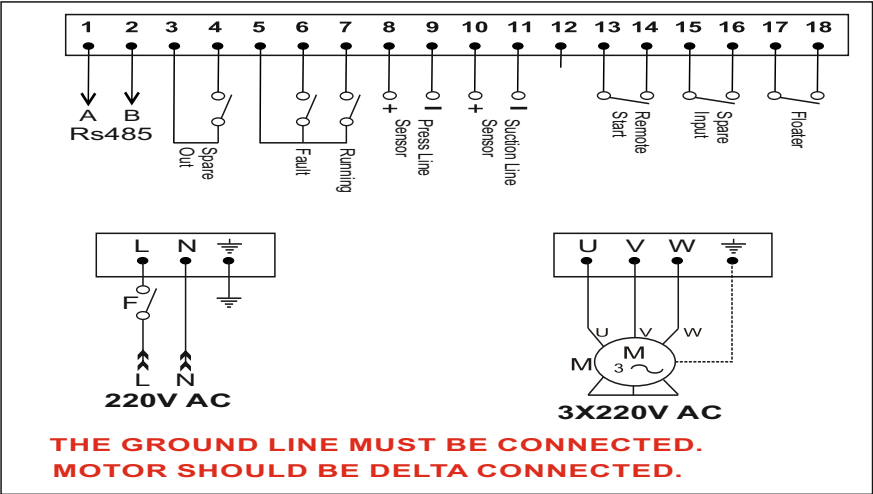 1 2 3 4 5 6 7 8 9 10 11 12 13 14 15 16 17 18
A B
Rs485
Spare
Out
Fault
Running
+ −
Press Line
Sensor
+ −
Suction Line
Sensor
Remote
Start
Spare
Input
Floater
L N
F
L N
220V AC
U V W
U V W
M
M
3
3X220V AC
THE GROUND LINE MUST BE CONNECTED.
MOTOR SHOULD BE DELTA CONNECTED.